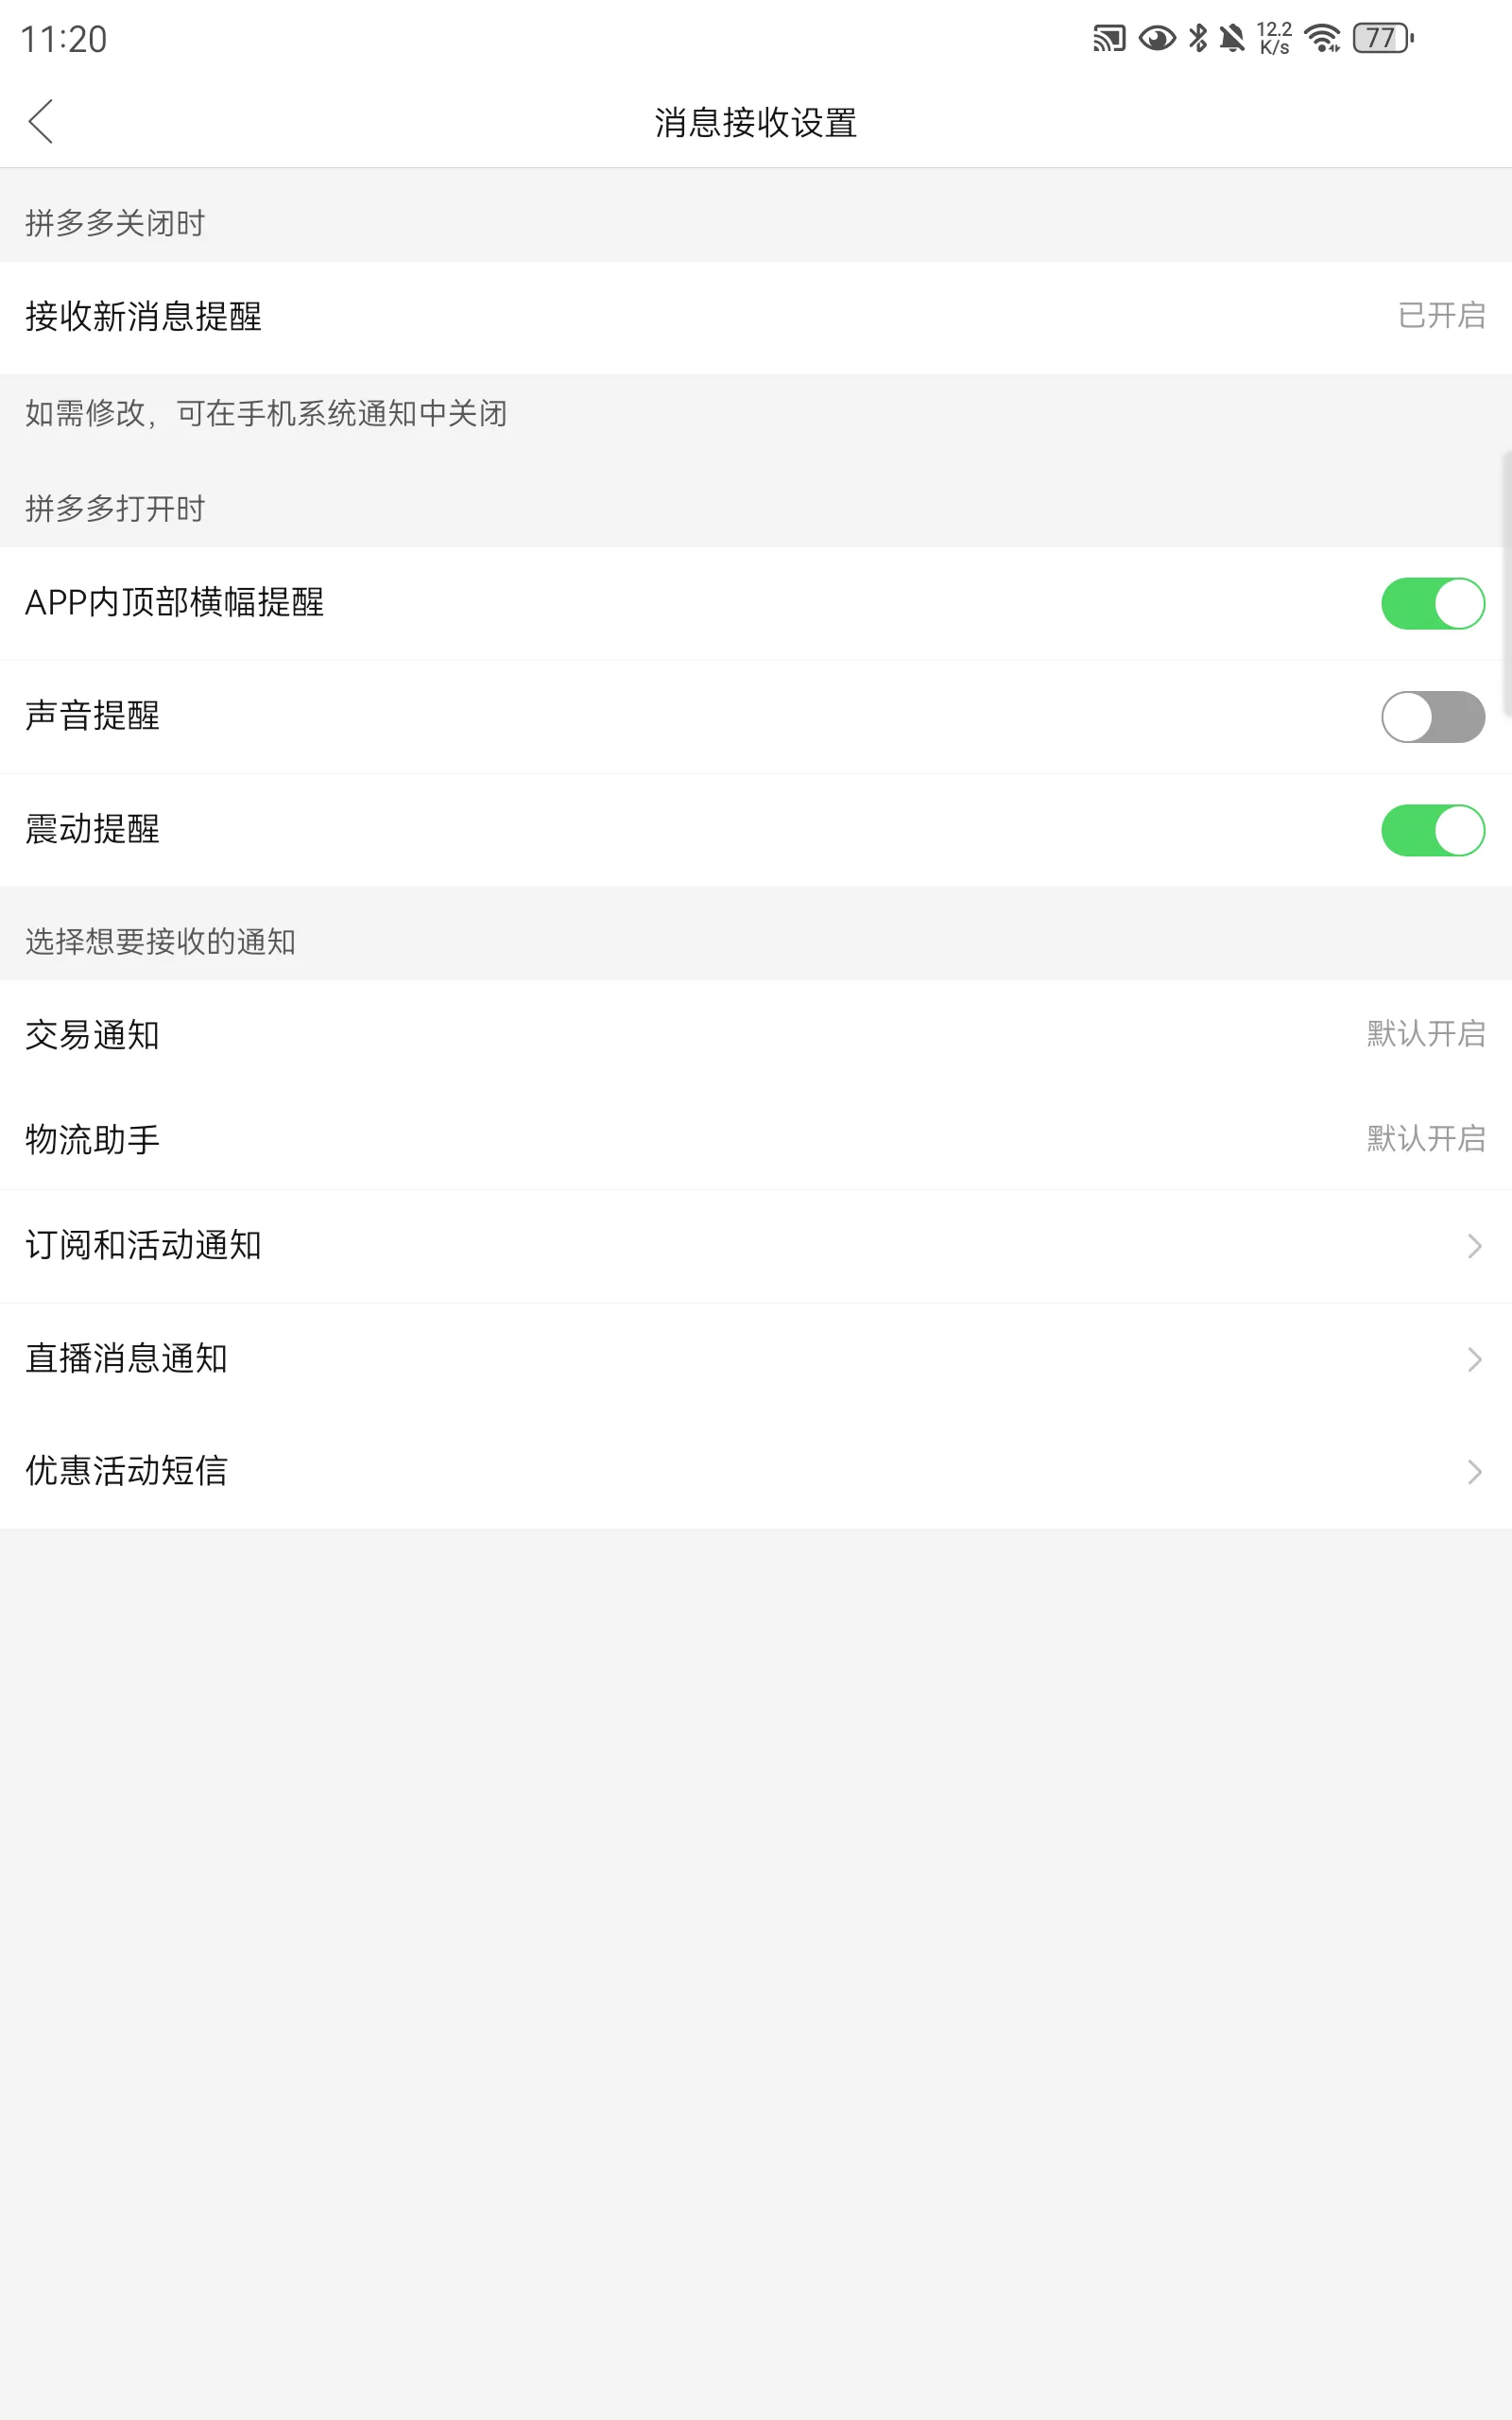 11:20
12.2
K/s
77
消息接收设置
拼多多关闭时
接收新消息提醒 已开启
如需修改，可在手机系统通知中关闭
拼多多打开时
APP内顶部横幅提醒
声音提醒
震动提醒
选择想要接收的通知
交易通知 默认开启
物流助手 默认开启
订阅和活动通知
直播消息通知
优惠活动短信